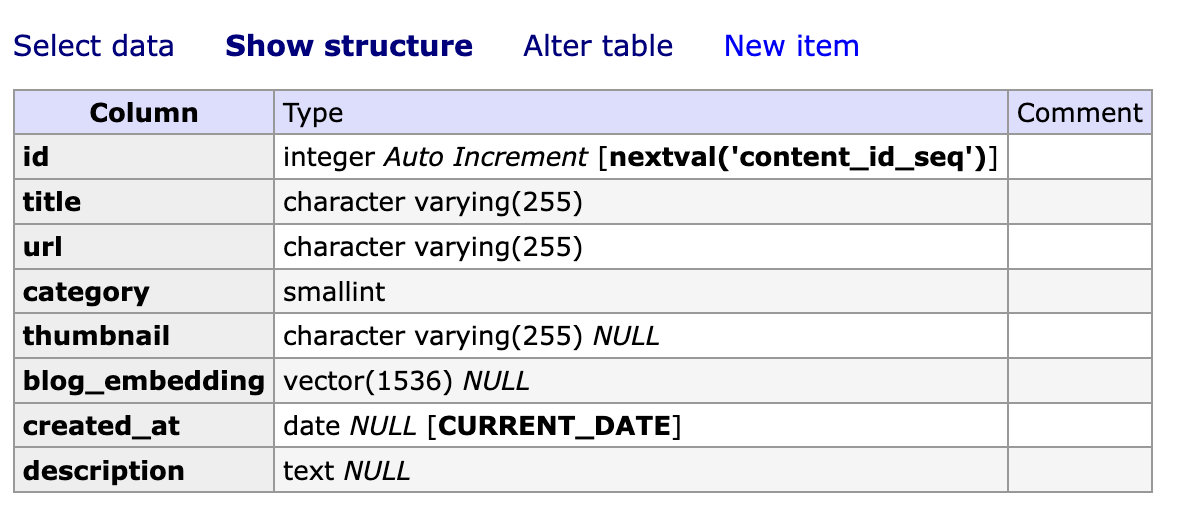 Select data Show structure Alter table New item
Column Type Comment
id integer Auto Increment [nextval('content_id_seq')]
title character varying(255)
url character varying(255)
category smallint
thumbnail character varying(255) NULL
blog_embedding vector(1536) NULL
created_at date NULL [CURRENT_DATE]
description text NULL